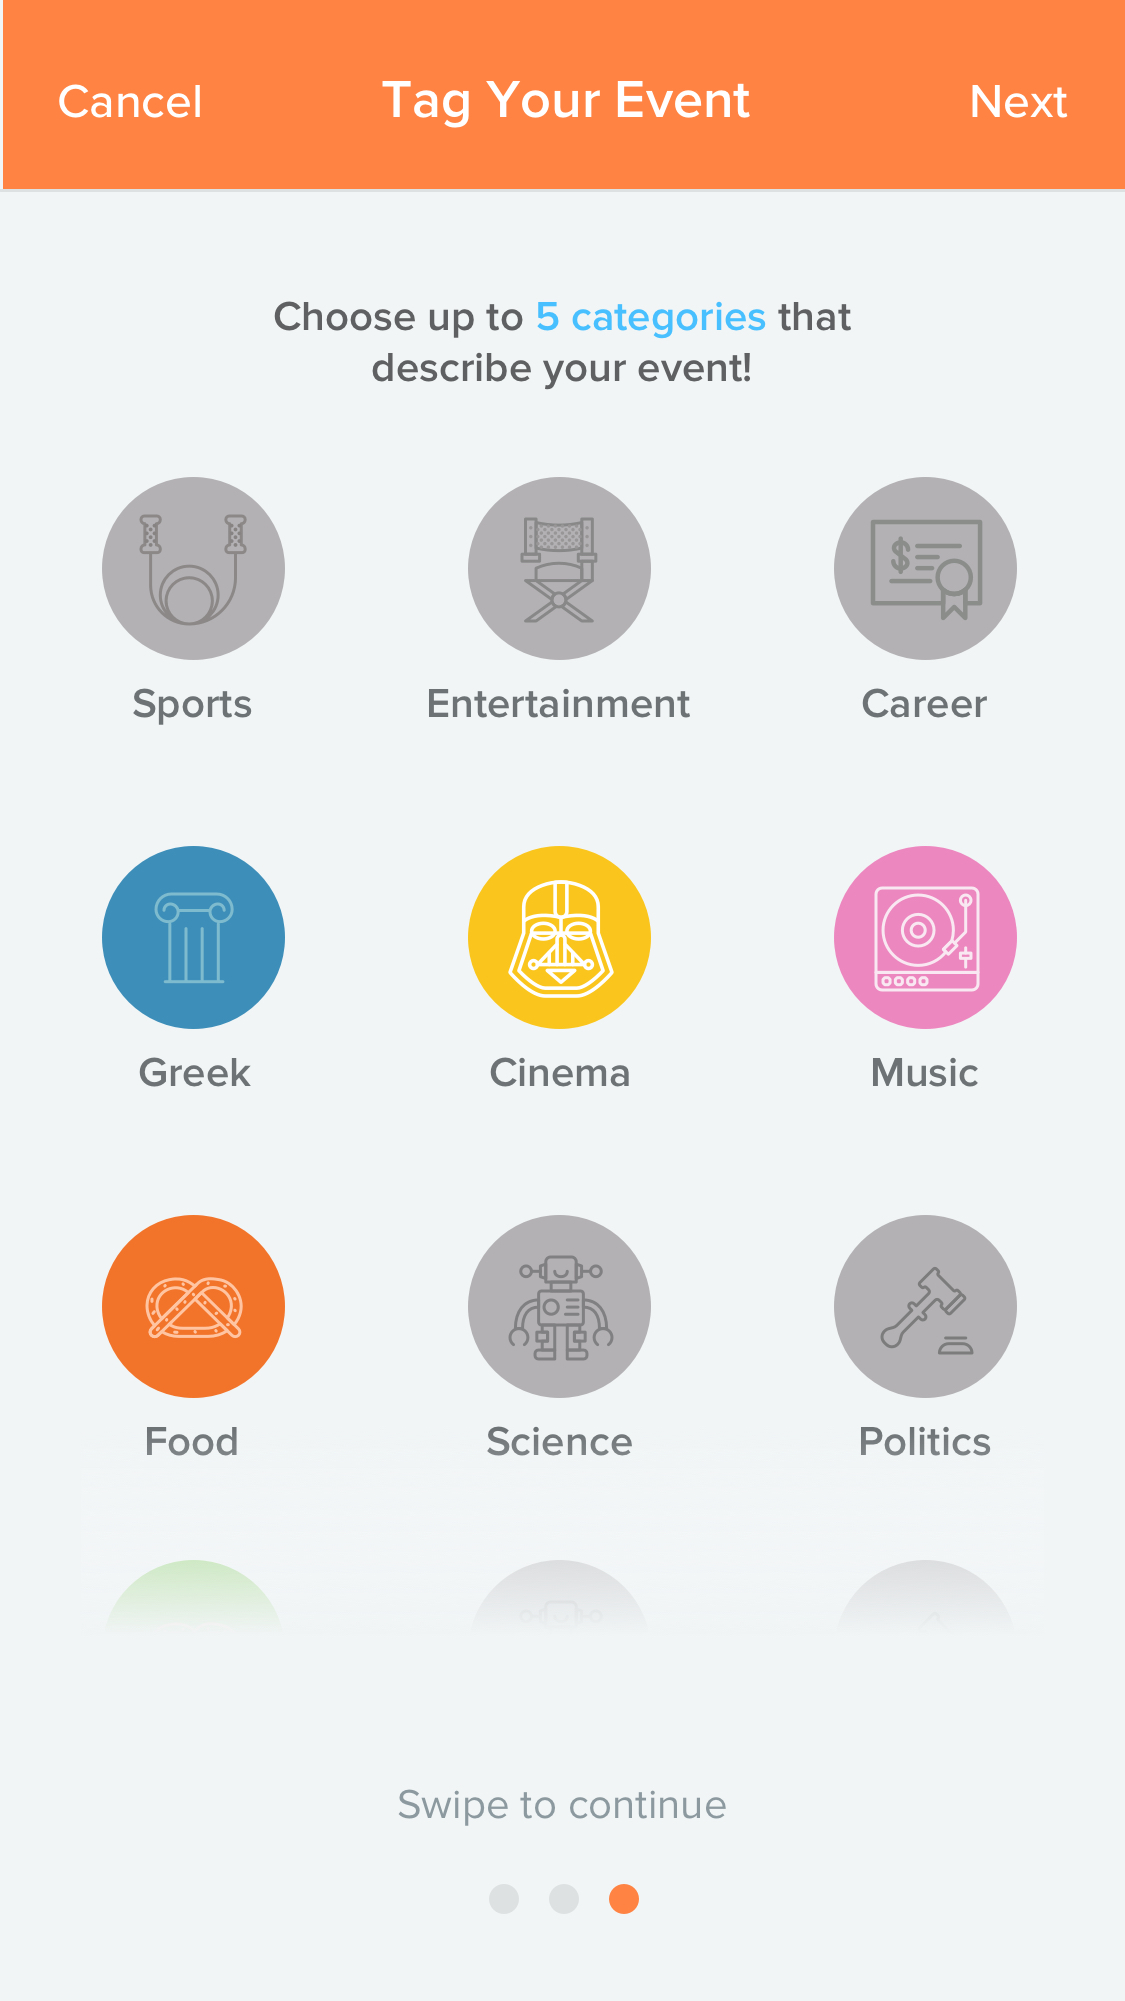 Cancel Tag Your Event Next
Choose up to 5 categories that
describe your event!
$
Sports Entertainment Career
Greek Cinema Music
Food Science Politics
Swipe to continue